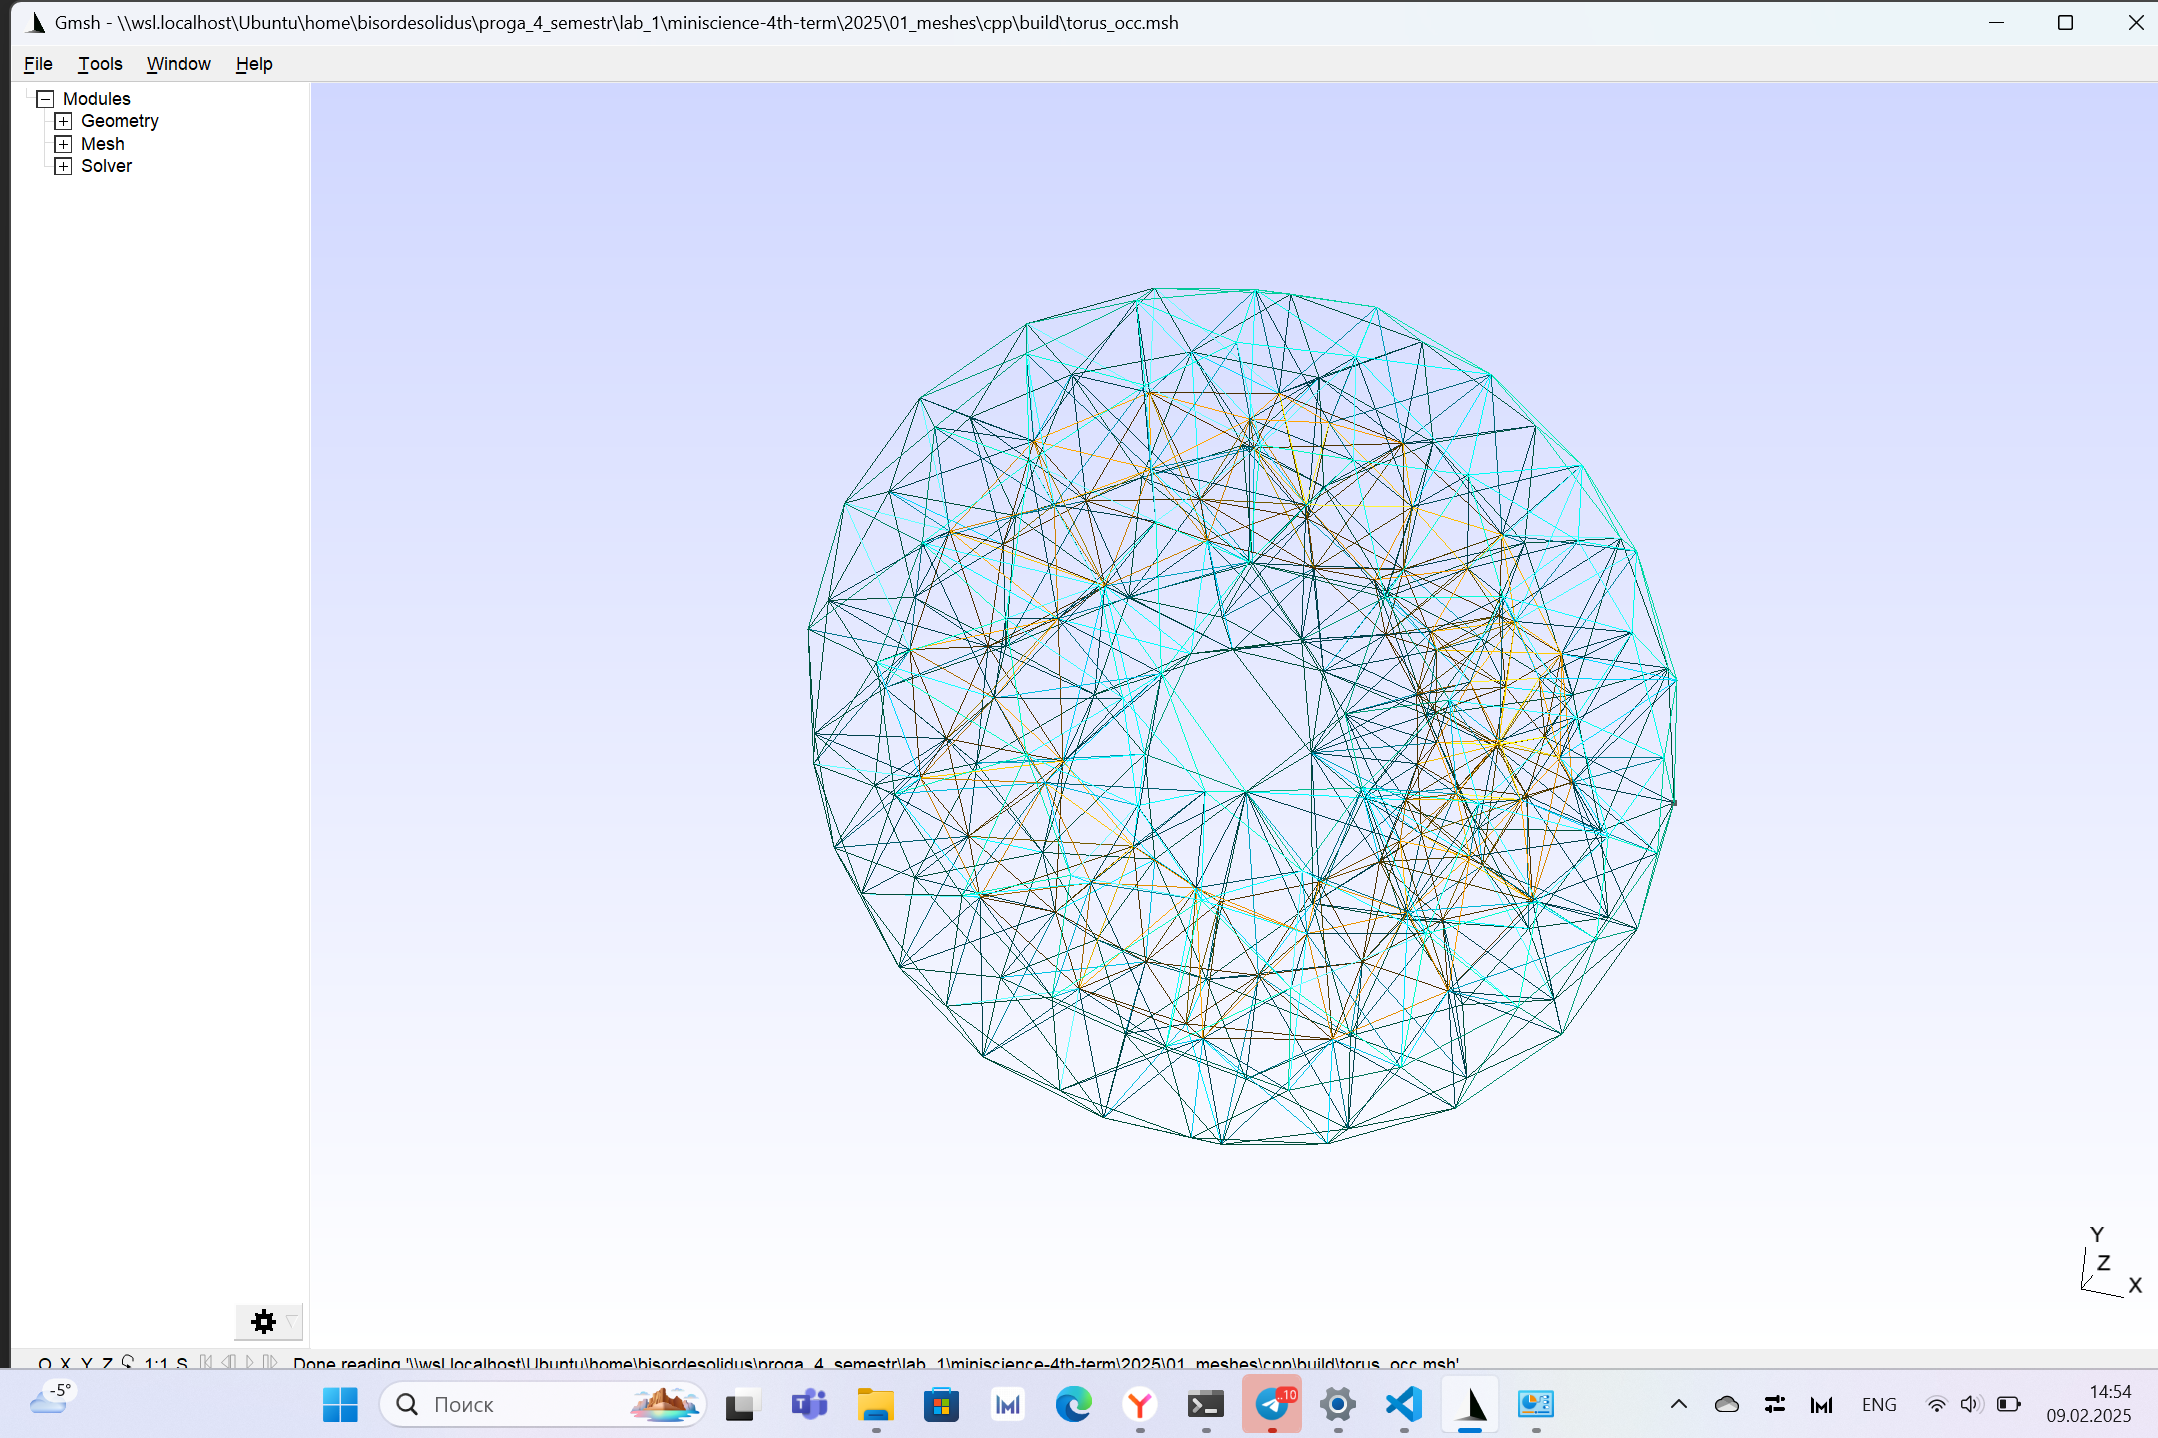 Gmsh - \\wsl.localhost\Ubuntu\home\bisordesolidus\proga_4_semestr\lab_1\miniscience-4th-term\2025\01_meshes\cpp\build\torus_occ.msh
File Tools Window Help
Modules
Geometry
Mesh
Solver
Y
Z
X
O X Y Z 1:1 S Done reading '\\wsl.localhost\Ubuntu\home\bisordesolidus\proga_4_semestr\lab_1\miniscience-4th-term\2025\01_meshes\cpp\build\torus_occ.msh'
-5°
Поиск
..10
ENG
14:54
09.02.2025